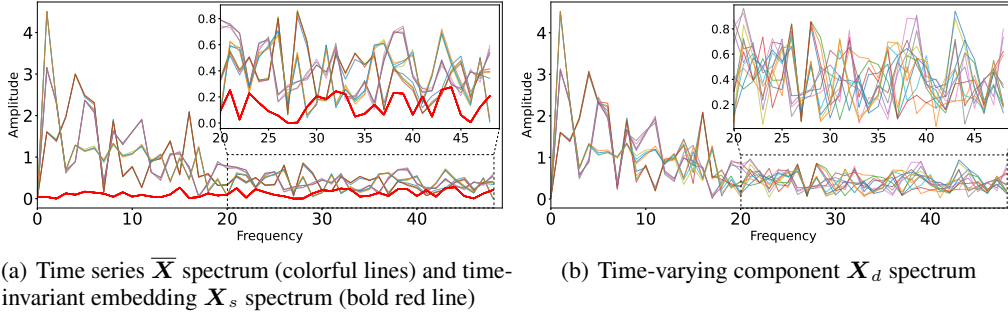 0.8
0.6
0.4
0.2
0.0
20 25 30 35 40 45
4
3
2
1
0
Amplitude
0 10 20 30 40
Frequency
0.8
0.6
0.4
0.2
20 25 30 35 40 45
4
3
2
1
0
Amplitude
0 10 20 30 40
Frequency
(a) Time series X̅ spectrum (colorful lines) and time-
invariant embedding Xₛ spectrum (bold red line)
(b) Time-varying component X_d spectrum